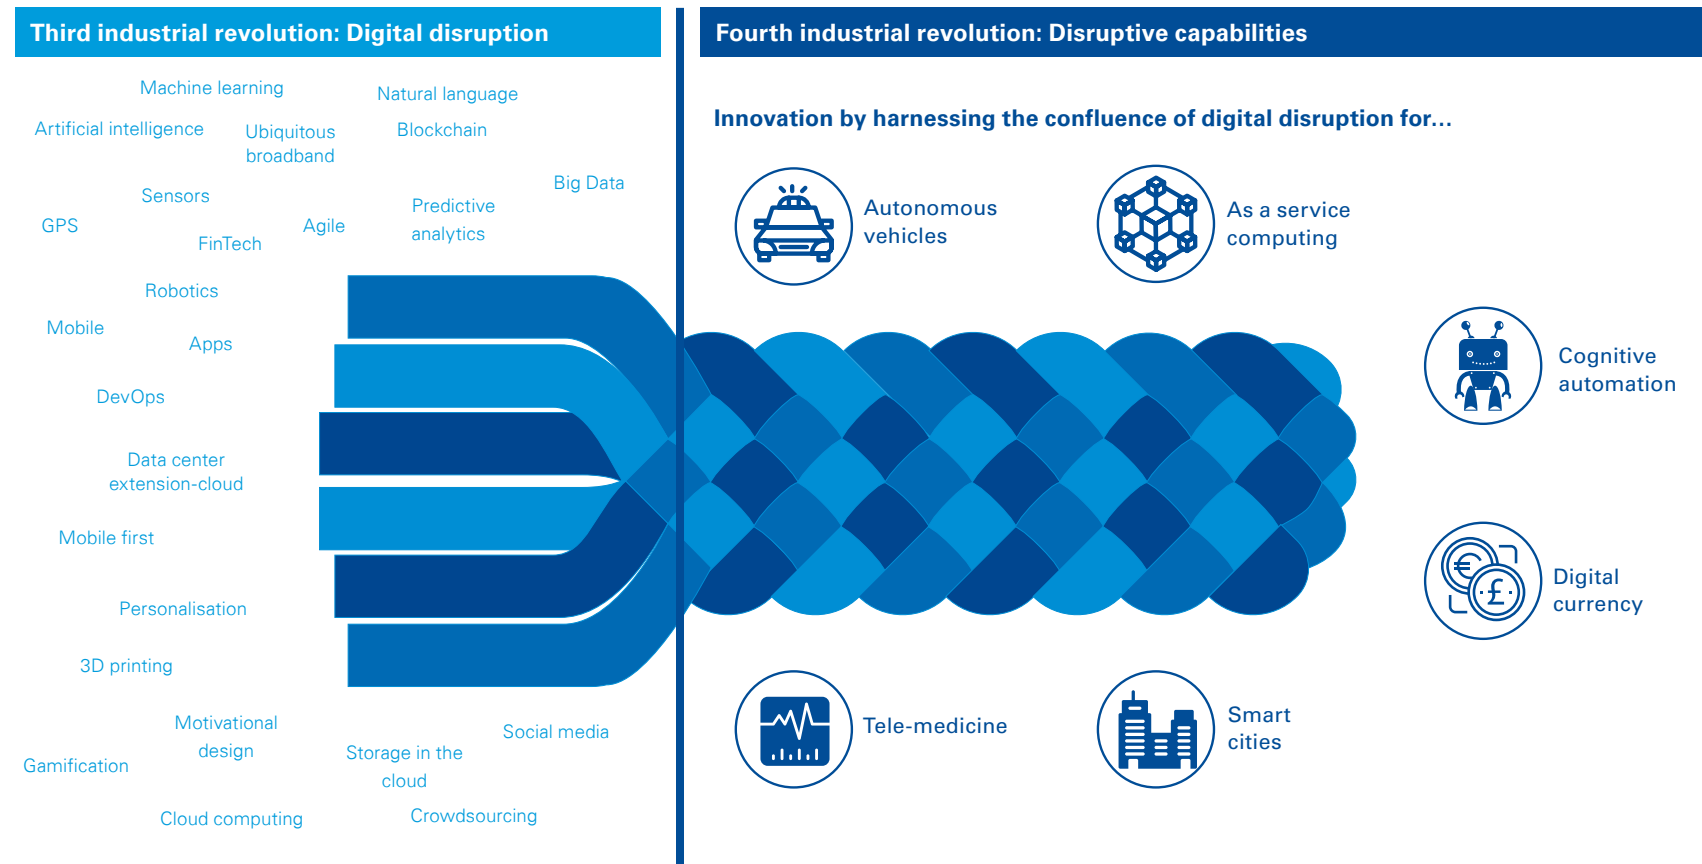 Third industrial revolution: Digital disruption
Machine learning
Natural language
Artificial intelligence
Ubiquitous
broadband
Blockchain
Big Data
Sensors
Predictive
analytics
GPS
Agile
FinTech
Robotics
Mobile
Apps
DevOps
Data center
extension-cloud
Mobile first
Personalisation
3D printing
Motivational
design
Social media
Storage in the
cloud
Gamification
Cloud computing
Crowdsourcing
Fourth industrial revolution: Disruptive capabilities
Innovation by harnessing the confluence of digital disruption for...
Autonomous
vehicles
As a service
computing
Cognitive
automation
€
£
Digital
currency
Tele-medicine
Smart
cities